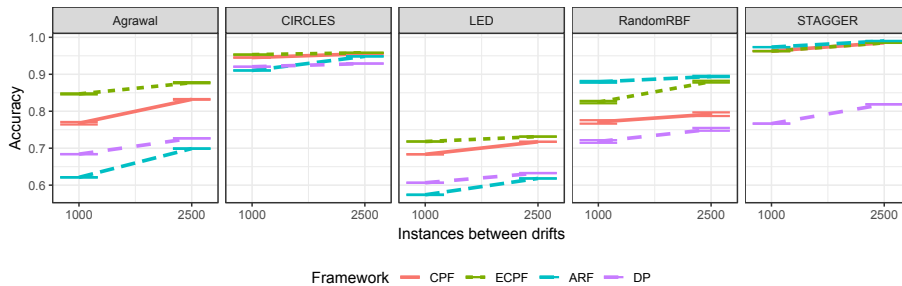 Agrawal CIRCLES LED RandomRBF STAGGER
1.0
0.9
0.8
0.7
0.6
Accuracy
1000 2500 1000 2500 1000 2500 1000 2500 1000 2500
Instances between drifts
Framework CPF ECPF ARF DP